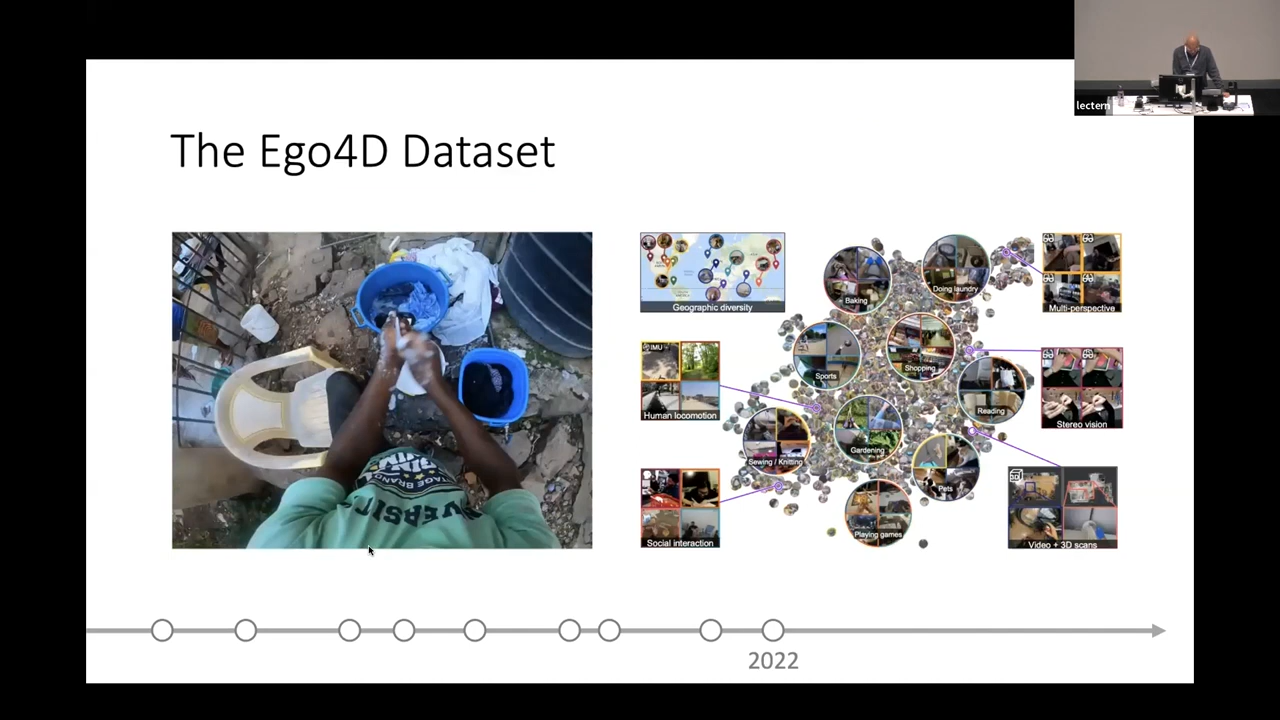 lectern
The Ego4D Dataset
Geographic diversity
Human locomotion
IMU
Social interaction
Baking
Doing laundry
Sports
Shopping
Reading
Sewing / Knitting
Gardening
Pets
Playing games
Multi-perspective
Stereo vision
3D
Video + 3D scans
2022